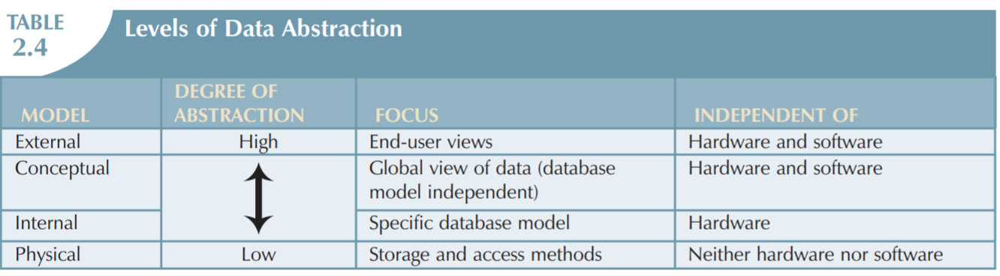 TABLE
2.4
Levels of Data Abstraction
MODEL
DEGREE OF
ABSTRACTION
FOCUS
INDEPENDENT OF
External
High
End-user views
Hardware and software
Conceptual
Global view of data (database
model independent)
Hardware and software
Internal
Specific database model
Hardware
Physical
Low
Storage and access methods
Neither hardware nor software